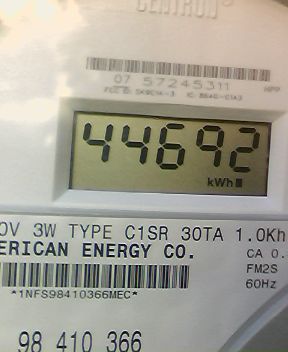 CENTRON®
07 57245311
44692
kWh
0V 3W TYPE C1SR 30TA 1.0Kh
ERICAN ENERGY CO.
CA 0.
FM2S
*1NFS98410366MEC*
60Hz
98 410 366